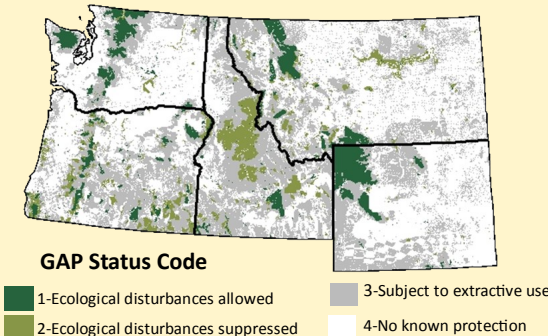 GAP Status Code
1-Ecological disturbances allowed
2-Ecological disturbances suppressed
3-Subject to extractive use
4-No known protection